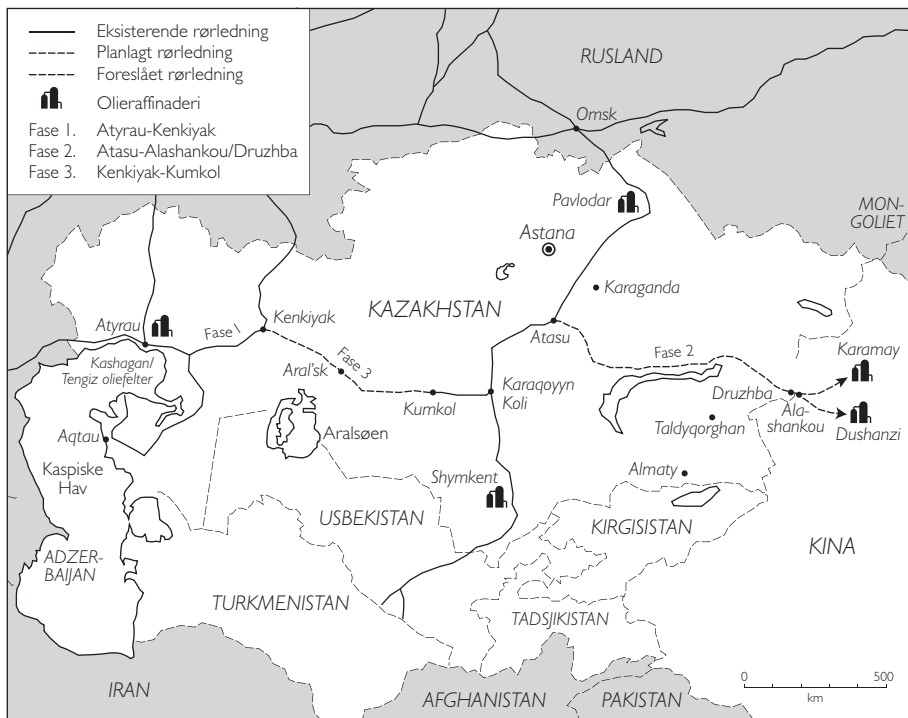 Eksisterende rørledning
Planlagt rørledning
Foreslået rørledning
Olieraffinaderi
Fase 1. Atyrau-Kenkiyak
Fase 2. Atasu-Alashankou/Druzhba
Fase 3. Kenkiyak-Kumkol
RUSLAND
Omsk
Pavlodar
MON-
GOLIET
Astana
Karaganda
KAZAKHSTAN
Kenkiyak
Atyrau
Fase 1
Atasu
Fase 3
Fase 2
Karamay
Kashagan/
Tengiz oliefelter
Aral'sk
Kumkol
Karaqoyyn
Koli
Druzhba
Ala-
shankou
Dushanzi
Taldyqorghan
Aqtau
Aralsøen
Kaspiske
Hav
Shymkent
Almaty
USBEKISTAN
KIRGISISTAN
KINA
ADZER-
BAIJAN
TURKMENISTAN
TADSJIKISTAN
IRAN
AFGHANISTAN
PAKISTAN
0 500
km